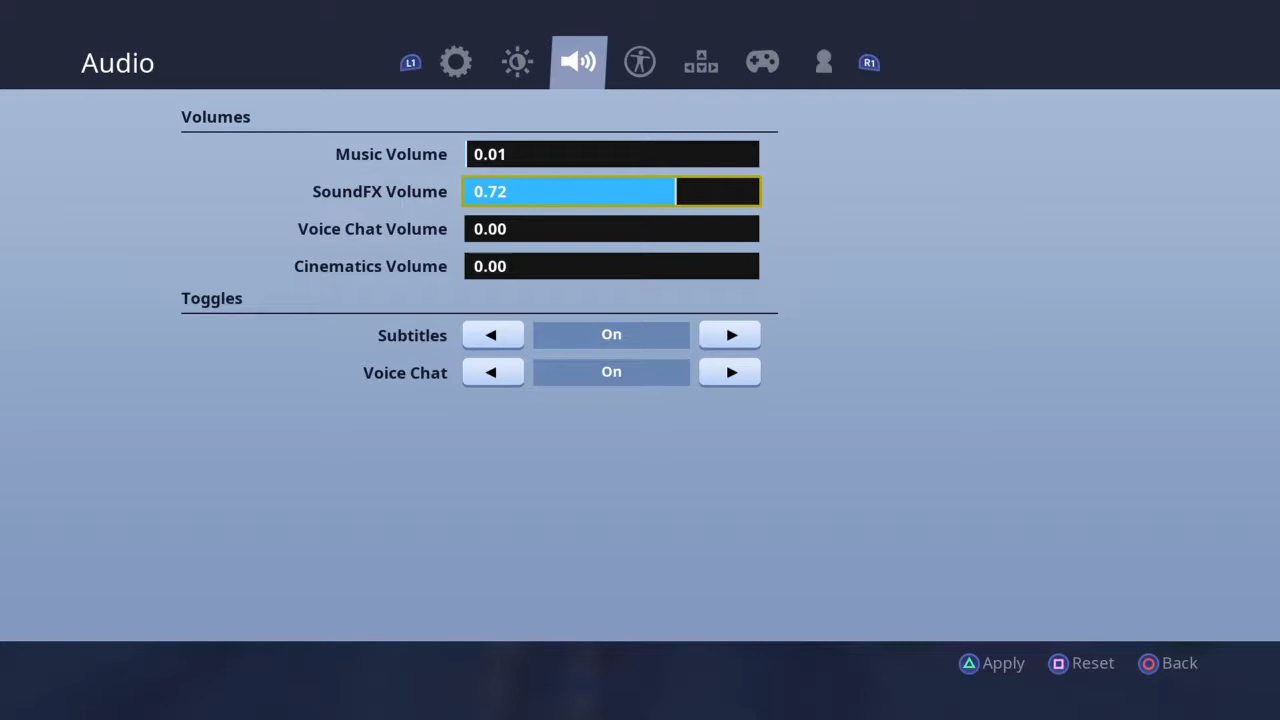 Audio
L1
R1
Volumes
Music Volume 0.01
SoundFX Volume 0.72
Voice Chat Volume 0.00
Cinematics Volume 0.00
Toggles
Subtitles On
Voice Chat On
Apply Reset Back